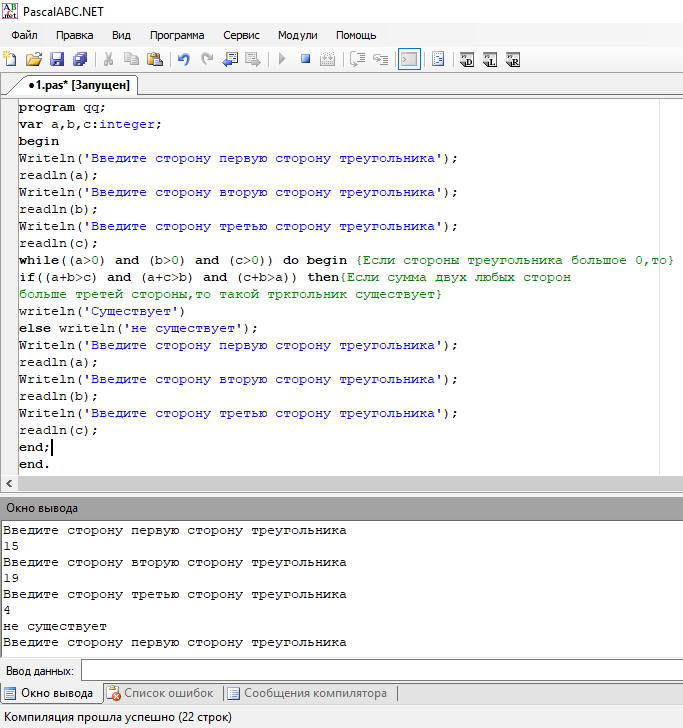 PascalABC.NET
Файл Правка Вид Программа Сервис Модули Помощь
•1.pas* [Запущен]
program qq;
var a,b,c:integer;
begin
Writeln('Введите сторону первую сторону треугольника');
readln(a);
Writeln('Введите сторону вторую сторону треугольника');
readln(b);
Writeln('Введите сторону третью сторону треугольника');
readln(c);
while((a>0) and (b>0) and (c>0)) do begin {Если стороны треугольника большое 0,то}
if((a+b>c) and (a+c>b) and (c+b>a)) then{Если сумма двух любых сторон
больше третей стороны,то такой тркгольник существует}
writeln('Существует')
else writeln('не существует');
Writeln('Введите сторону первую сторону треугольника');
readln(a);
Writeln('Введите сторону вторую сторону треугольника');
readln(b);
Writeln('Введите сторону третью сторону треугольника');
readln(c);
end;
end.
Окно вывода
Введите сторону первую сторону треугольника
15
Введите сторону вторую сторону треугольника
19
Введите сторону третью сторону треугольника
4
не существует
Введите сторону первую сторону треугольника
Ввод данных:
Окно вывода Список ошибок Сообщения компилятора
Компиляция прошла успешно (22 строк)